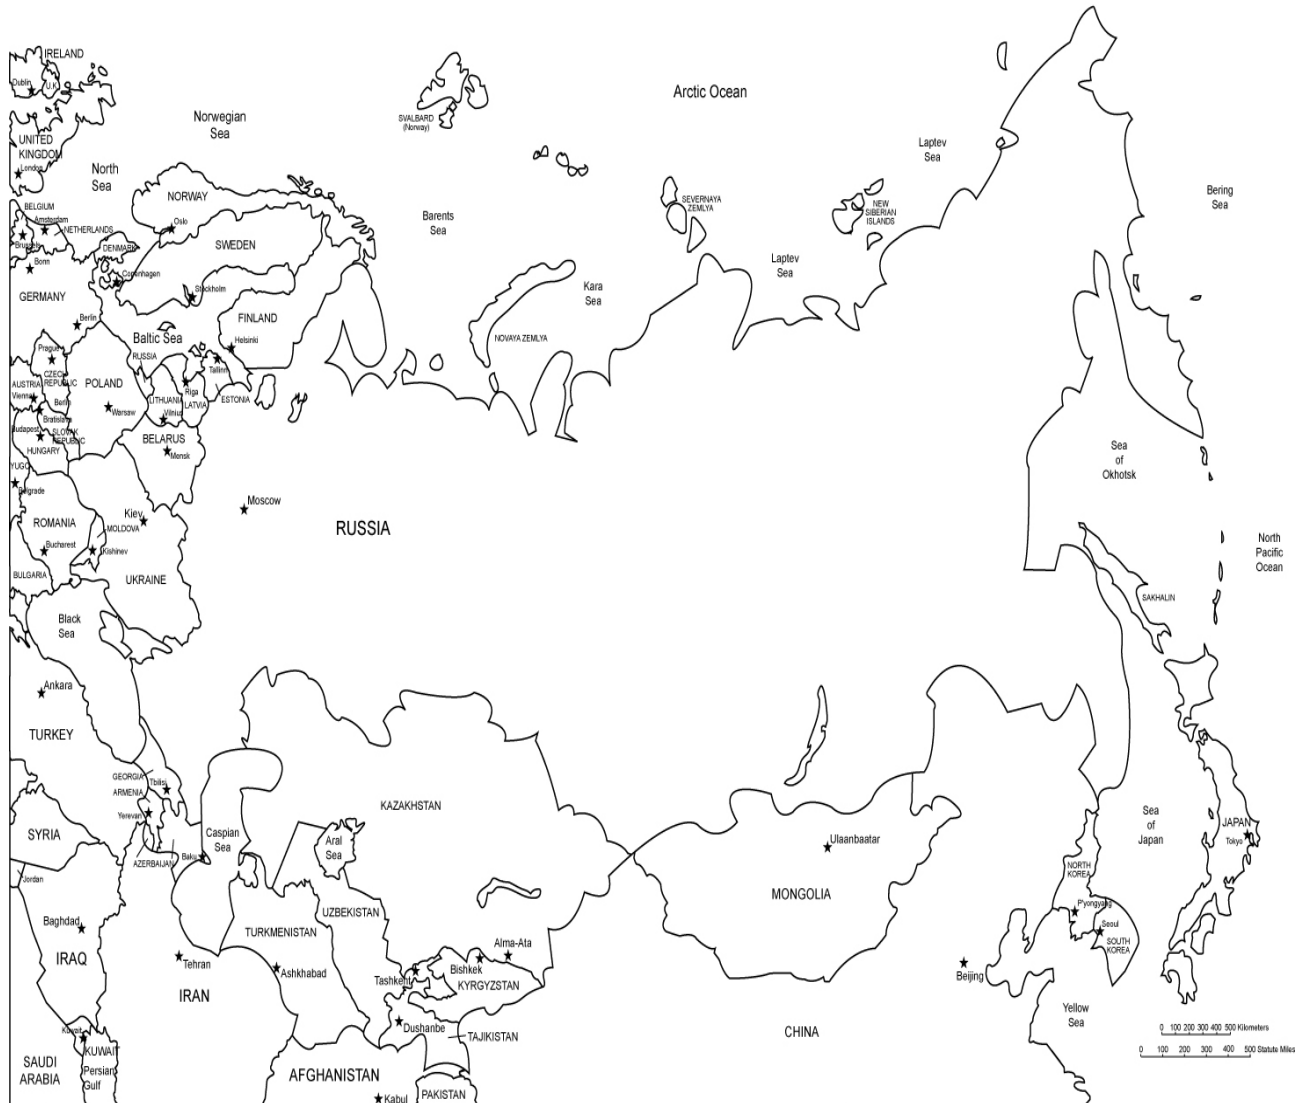 IRELAND
Dublin
U.K.
UNITED
KINGDOM
London
North
Sea
Norwegian
Sea
SVALBARD
(Norway)
Arctic Ocean
Laptev
Sea
Bering
Sea
NORWAY
Oslo
BELGIUM
Amsterdam
NETHERLANDS
Brussels
Bonn
DENMARK
Copenhagen
SWEDEN
Stockholm
Barents
Sea
SEVERNAYA
ZEMLYA
NEW
SIBERIAN
ISLANDS
Laptev
Sea
Kara
Sea
NOVAYA ZEMLYA
GERMANY
Berlin
FINLAND
Helsinki
Baltic Sea
RUSSIA
Tallinn
Prague
CZECH
REPUBLIC
AUSTRIA
Vienna
Berlin
Bratislava
POLAND
Warsaw
LITHUANIA
Vilnius
Riga
LATVIA
ESTONIA
Budapest
SLOVAK
REPUBLIC
HUNGARY
BELARUS
Mensk
YUGO
Belgrade
Moscow
RUSSIA
Sea
of
Okhotsk
North
Pacific
Ocean
Kiev
MOLDOVA
ROMANIA
Bucharest
Kishinev
BULGARIA
UKRAINE
SAKHALIN
Black
Sea
Ankara
TURKEY
GEORGIA
Tbilisi
ARMENIA
Yerevan
AZERBAIJAN
Baku
Caspian
Sea
KAZAKHSTAN
Aral
Sea
Ulaanbaatar
MONGOLIA
Sea
of
Japan
JAPAN
Tokyo
SYRIA
Jordan
Baghdad
IRAQ
NORTH
KOREA
P'yongyang
Seoul
SOUTH
KOREA
UZBEKISTAN
TURKMENISTAN
Ashkhabad
Tehran
IRAN
Tashkent
Bishkek
Alma-Ata
KYRGYZSTAN
Dushanbe
TAJIKISTAN
Beijing
CHINA
Yellow
Sea
Kuwait
KUWAIT
Persian
Gulf
SAUDI
ARABIA
AFGHANISTAN
Kabul
PAKISTAN
0 100 200 300 400 500 Kilometers
0 100 200 300 400 500 Statute Miles